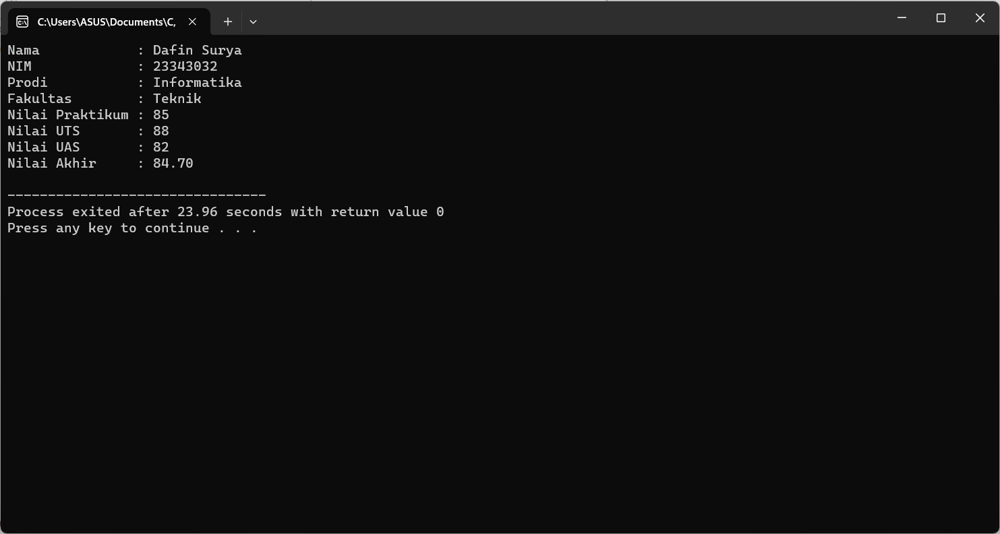 C:\Users\ASUS\Documents\C,
Nama            : Dafin Surya
NIM             : 23343032
Prodi           : Informatika
Fakultas        : Teknik
Nilai Praktikum : 85
Nilai UTS       : 88
Nilai UAS       : 82
Nilai Akhir     : 84.70
--------------------------------
Process exited after 23.96 seconds with return value 0
Press any key to continue . . .